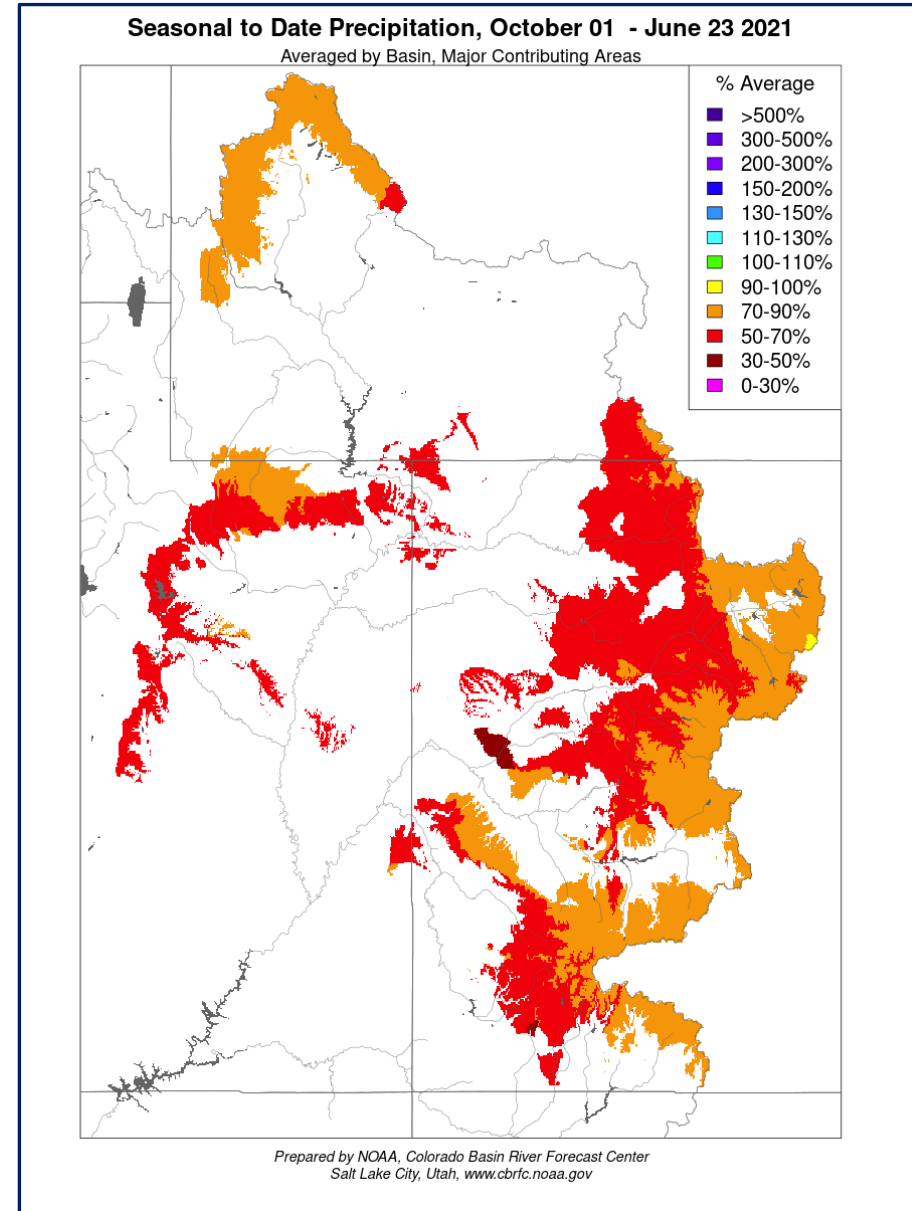 Seasonal to Date Precipitation, October 01 - June 23 2021
Averaged by Basin, Major Contributing Areas
% Average
>500%
300-500%
200-300%
150-200%
130-150%
110-130%
100-110%
90-100%
70-90%
50-70%
30-50%
0-30%
Prepared by NOAA, Colorado Basin River Forecast Center
Salt Lake City, Utah, www.cbrfc.noaa.gov